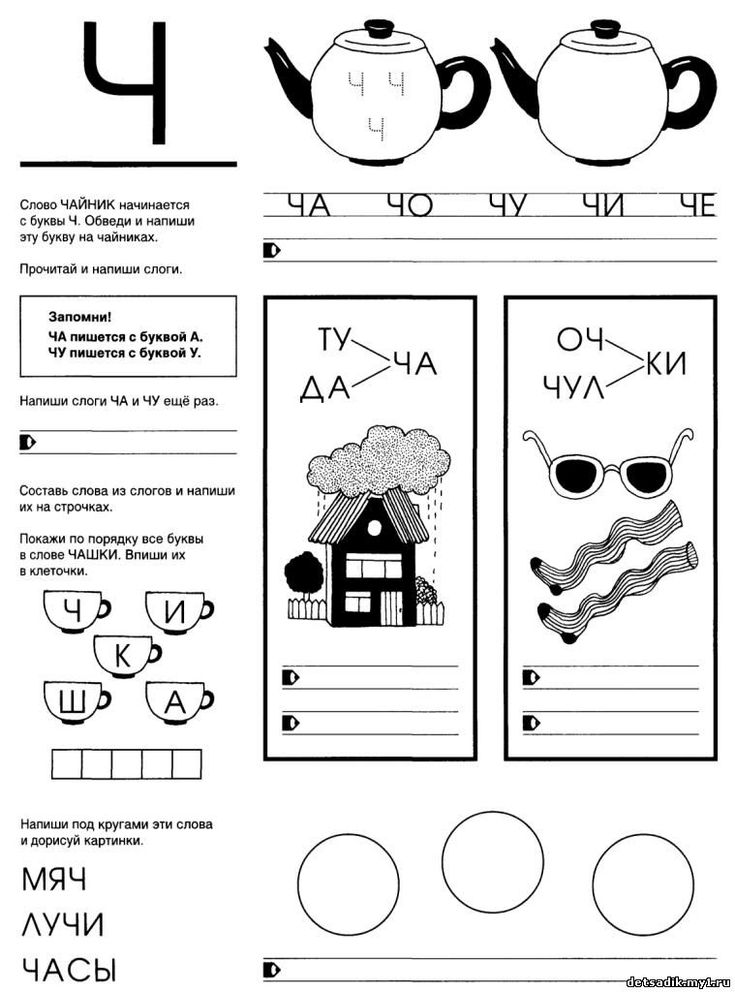 Ч
Ч Ч
Ч
Слово ЧАЙНИК начинается
с буквы Ч. Обведи и напиши
эту букву на чайниках.
Прочитай и напиши слоги.
ЧА ЧО ЧУ ЧИ ЧЕ
Запомни!
ЧА пишется с буквой А.
ЧУ пишется с буквой У.
Напиши слоги ЧА и ЧУ ещё раз.
Составь слова из слогов и напиши
их на строчках.
ТУ
ДА
ЧА
ОЧ
ЧУЛ
КИ
Покажи по порядку все буквы
в слове ЧАШКИ. Впиши их
в клеточки.
Ч И
К
Ш А
Напиши под кругами эти слова
и дорисуй картинки.
МЯЧ
ЛУЧИ
ЧАСЫ
detsadik.my1.ru